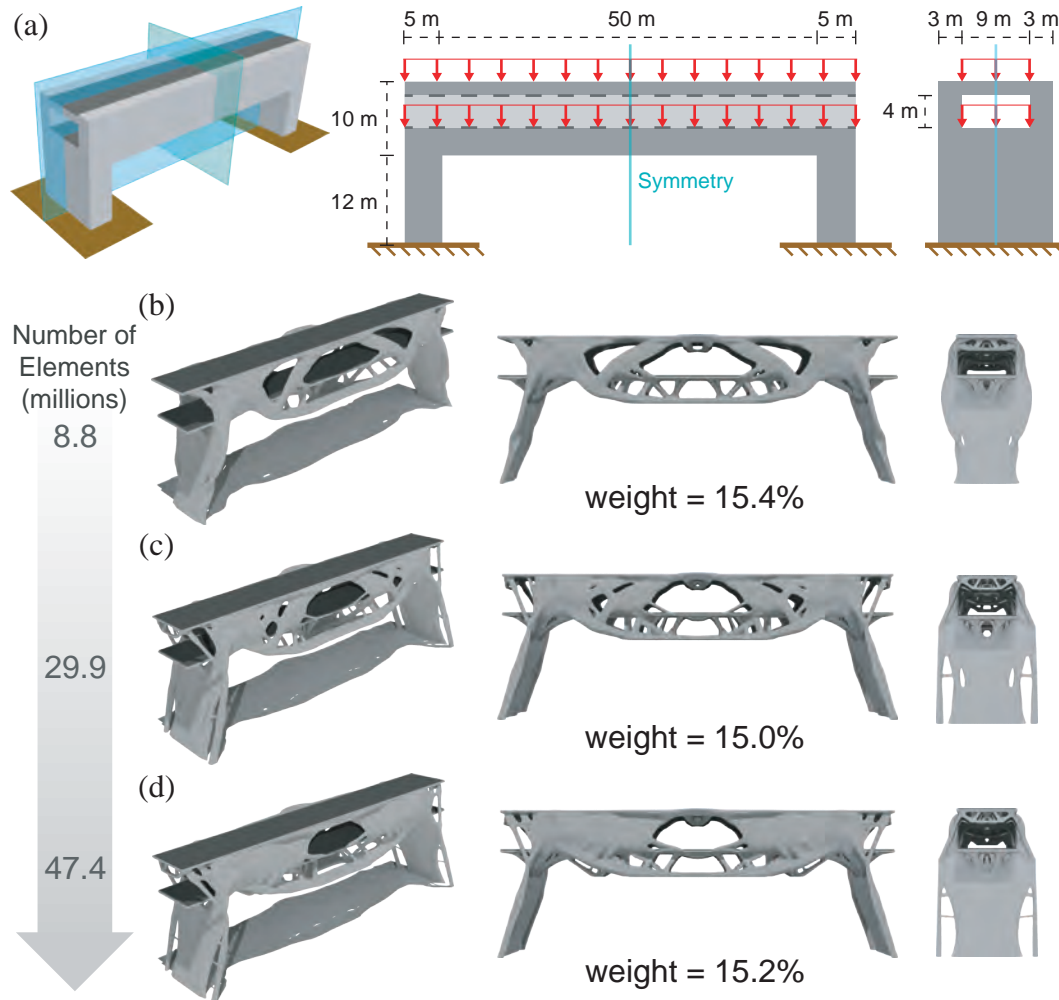 (a)
5 m
50 m
5 m
3 m
9 m
3 m
10 m
4 m
Symmetry
12 m
(b)
Number of
Elements
(millions)
8.8
weight = 15.4%
(c)
29.9
weight = 15.0%
(d)
47.4
weight = 15.2%